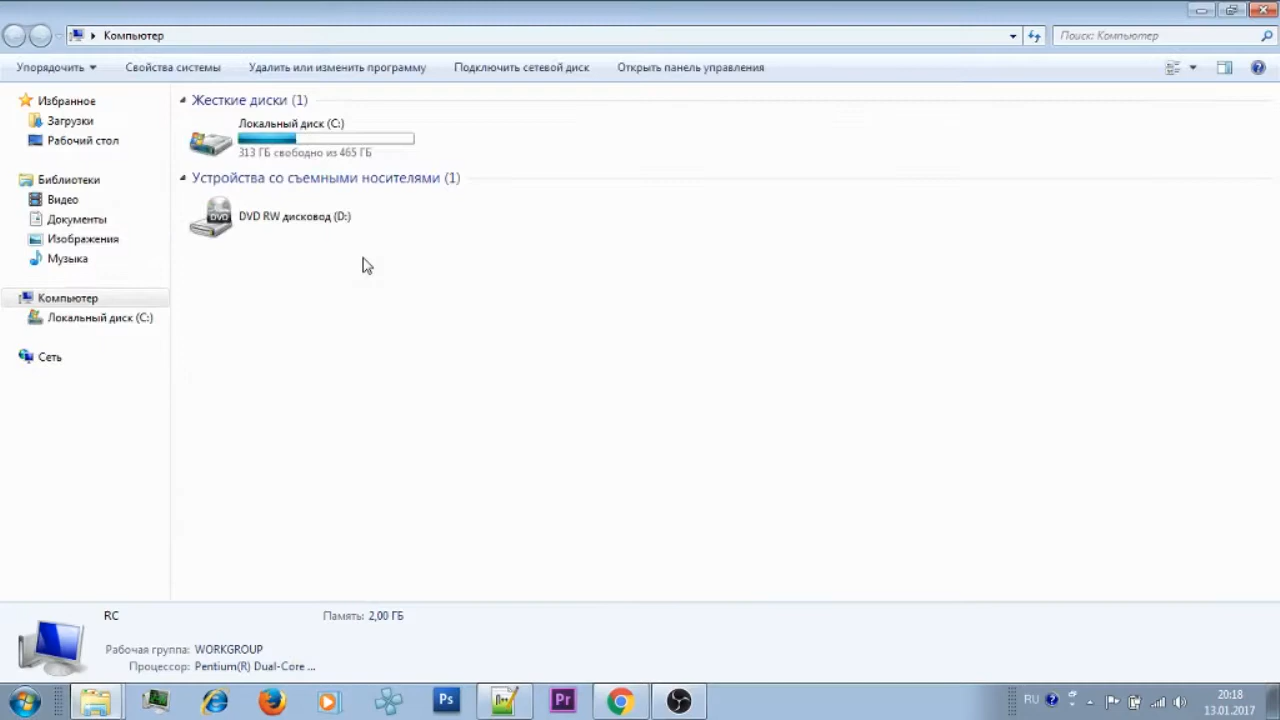 Компьютер
Поиск: Компьютер
Упорядочить Свойства системы Удалить или изменить программу Подключить сетевой диск Открыть панель управления
Избранное
Загрузки
Рабочий стол
Библиотеки
Видео
Документы
Изображения
Музыка
Компьютер
Локальный диск (C:)
Сеть
Жесткие диски (1)
Локальный диск (C:)
313 ГБ свободно из 465 ГБ
Устройства со съемными носителями (1)
DVD
DVD RW дисковод (D:)
RC Память: 2,00 ГБ
Рабочая группа: WORKGROUP
Процессор: Pentium(R) Dual-Core ...
Ps
Pr
RU
20:18
13.01.2017